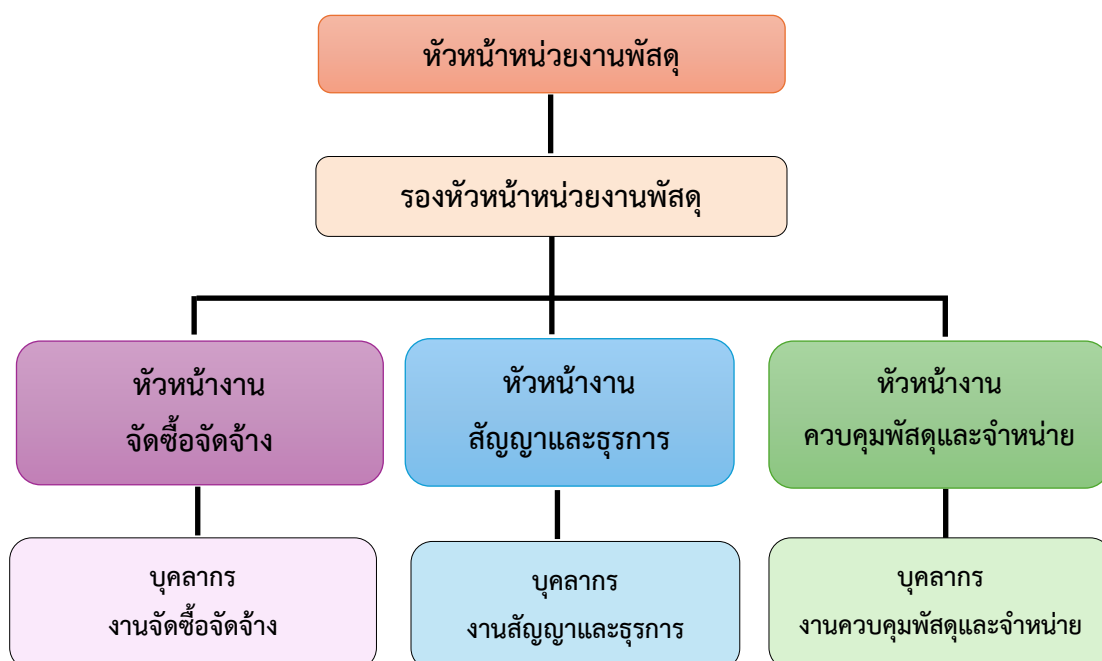 หัวหน้าหน่วยงานพัสดุ
รองหัวหน้าหน่วยงานพัสดุ
หัวหน้างาน
จัดซื้อจัดจ้าง
หัวหน้างาน
สัญญาและธุรการ
หัวหน้างาน
ควบคุมพัสดุและจำหน่าย
บุคลากร
งานจัดซื้อจัดจ้าง
บุคลากร
งานสัญญาและธุรการ
บุคลากร
งานควบคุมพัสดุและจำหน่าย